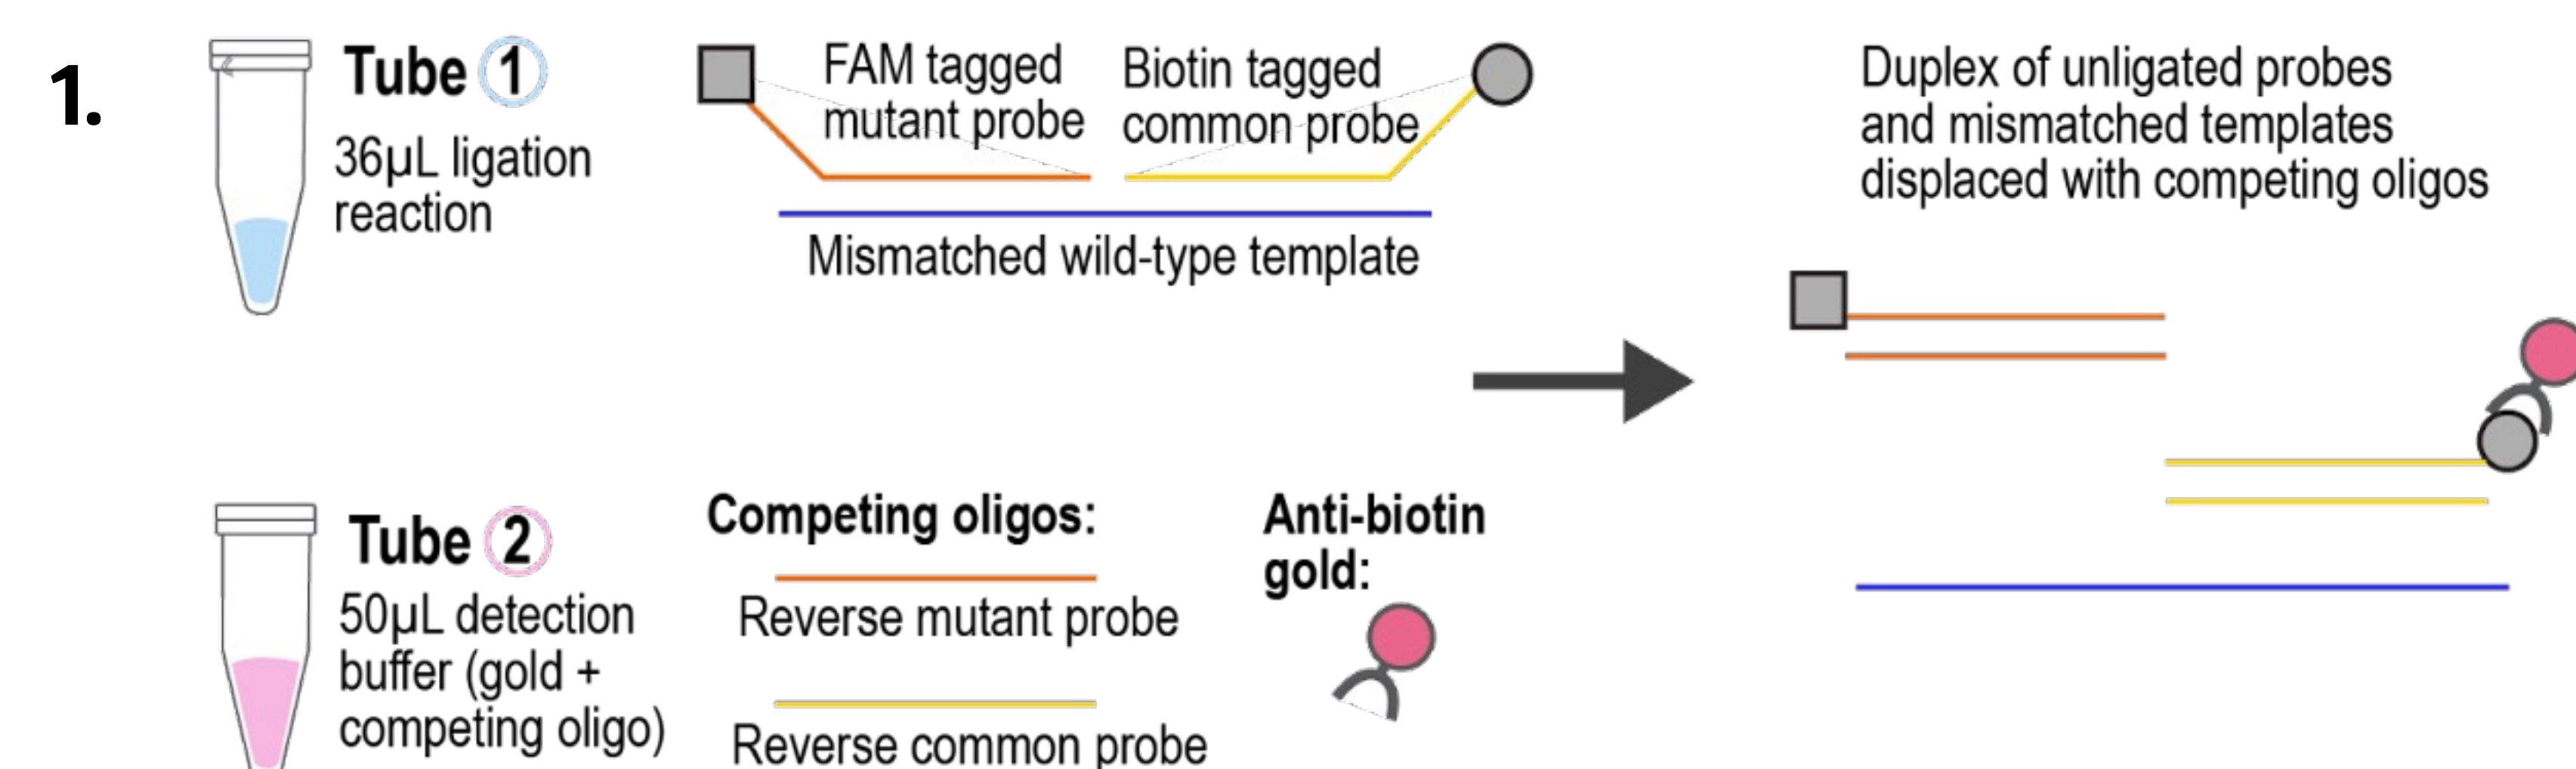 1.
Tube 1
36µL ligation
reaction
FAM tagged
mutant probe
Biotin tagged
common probe
Mismatched wild-type template
Duplex of unligated probes
and mismatched templates
displaced with competing oligos
Tube 2
50µL detection
buffer (gold +
competing oligo)
Competing oligos:
Reverse mutant probe
Reverse common probe
Anti-biotin
gold: